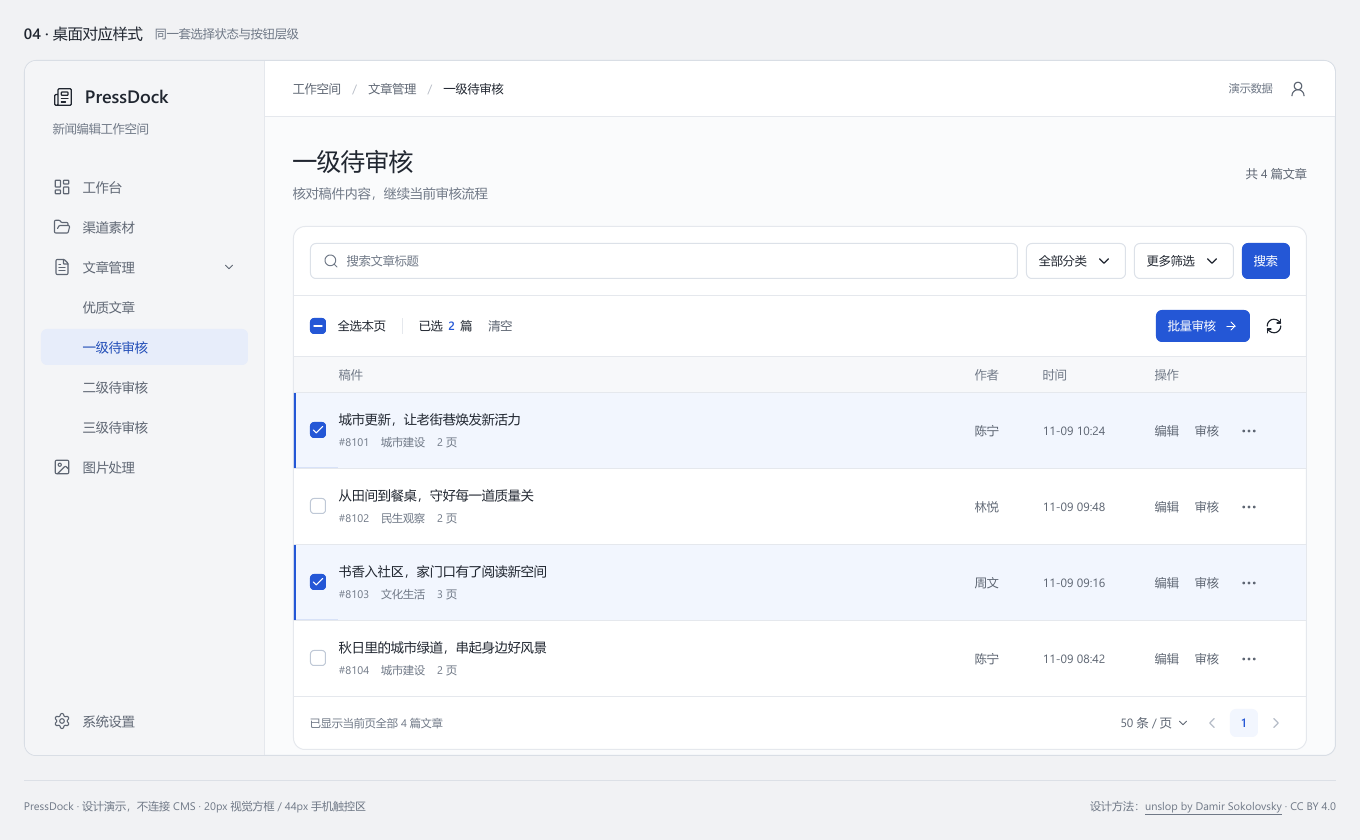 04 · 桌面对应样式 同一套选择状态与按钮层级
PressDock
新闻编辑工作空间
工作台
渠道素材
文章管理
优质文章
一级待审核
二级待审核
三级待审核
图片处理
系统设置
工作空间 / 文章管理 / 一级待审核
演示数据
一级待审核
核对稿件内容，继续当前审核流程
共 4 篇文章
搜索文章标题
全部分类
更多筛选
搜索
全选本页 已选 2 篇 清空
批量审核
稿件 作者 时间 操作
城市更新，让老街巷焕发新活力
#8101 城市建设 2 页
陈宁 11-09 10:24 编辑 审核
从田间到餐桌，守好每一道质量关
#8102 民生观察 2 页
林悦 11-09 09:48 编辑 审核
书香入社区，家门口有了阅读新空间
#8103 文化生活 3 页
周文 11-09 09:16 编辑 审核
秋日里的城市绿道，串起身边好风景
#8104 城市建设 2 页
陈宁 11-09 08:42 编辑 审核
已显示当前页全部 4 篇文章
50 条 / 页 1
PressDock · 设计演示，不连接 CMS · 20px 视觉方框 / 44px 手机触控区
设计方法：unslop by Damir Sokolovsky · CC BY 4.0